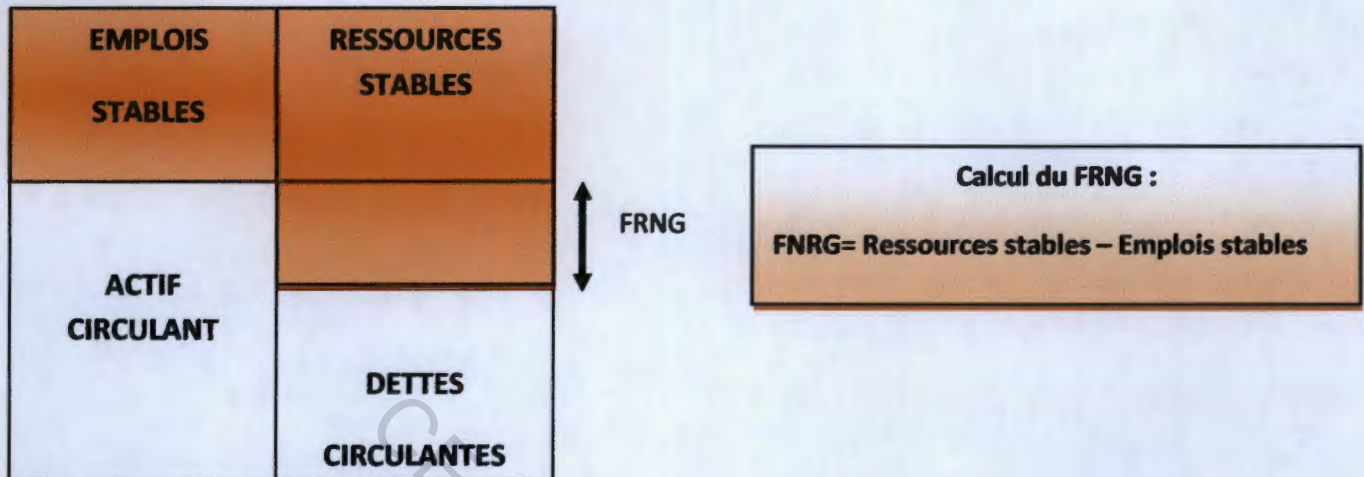 EMPLOIS
STABLES
RESSOURCES
STABLES
ACTIF
CIRCULANT
DETTES
CIRCULANTES
FRNG
Calcul du FRNG :
FNRG= Ressources stables – Emplois stables